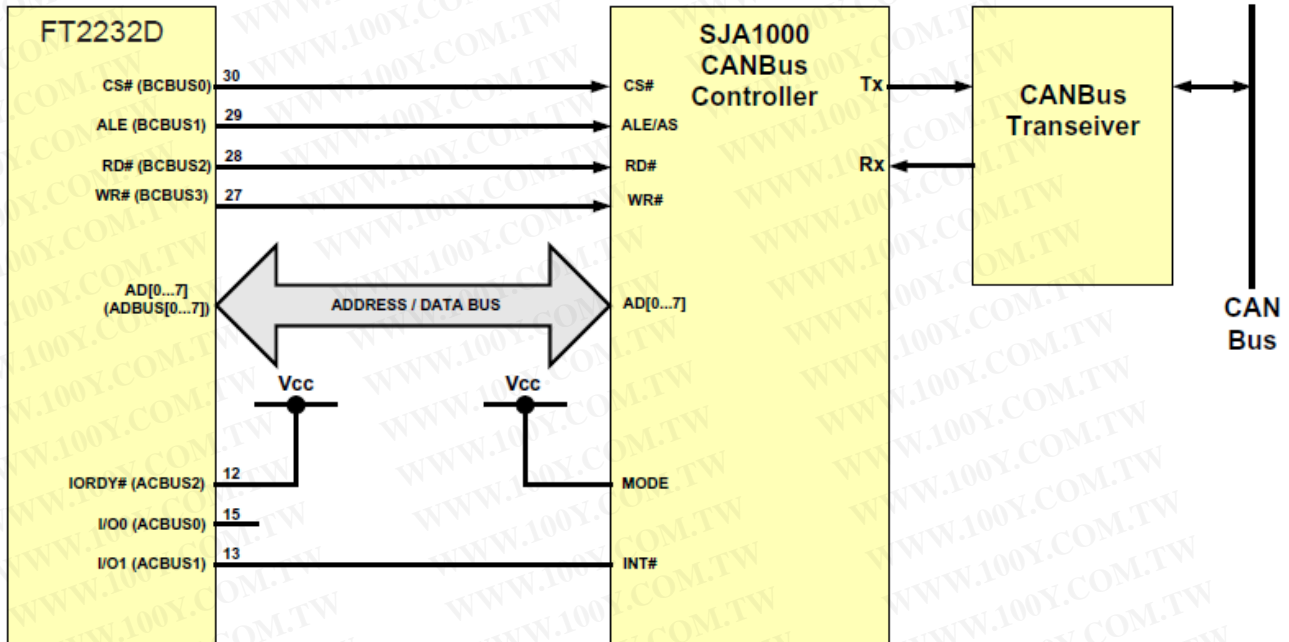 FT2232D
CS# (BCBUS0)
30
ALE (BCBUS1)
29
RD# (BCBUS2)
28
WR# (BCBUS3)
27
AD[0...7]
(ADBUS[0...7])
ADDRESS / DATA BUS
Vcc
Vcc
IORDY# (ACBUS2)
12
I/O0 (ACBUS0)
15
I/O1 (ACBUS1)
13
SJA1000
CANBus
Controller
CS#
ALE/AS
RD#
WR#
AD[0...7]
MODE
INT#
Tx
Rx
CANBus
Transeiver
CAN
Bus
WWW.100Y.COM.TW